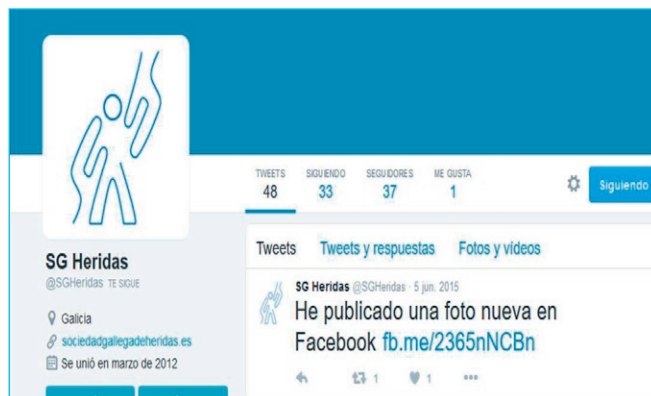 TWEETS SIGUIENDO SEGUIDORES ME GUSTA
48 33 37 1
Siguiendo
SG Heridas
@SGHeridas TE SIGUE
Galicia
sociedadgallegadeheridas.es
Se unió en marzo de 2012
Tweets Tweets y respuestas Fotos y vídeos
SG Heridas @SGHeridas · 5 jun. 2015
He publicado una foto nueva en
Facebook fb.me/2365nNCBn
1 1